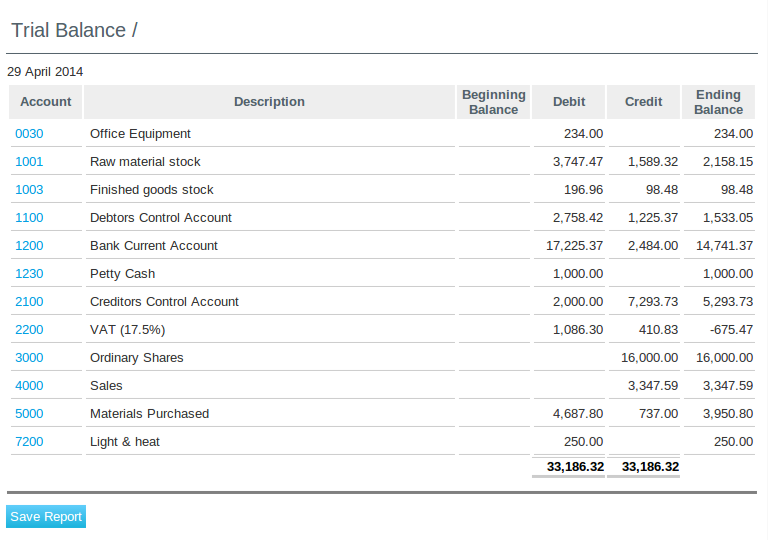 Trial Balance /
29 April 2014
Account Description Beginning Balance Debit Credit Ending Balance
0030 Office Equipment 234.00 234.00
1001 Raw material stock 3,747.47 1,589.32 2,158.15
1003 Finished goods stock 196.96 98.48 98.48
1100 Debtors Control Account 2,758.42 1,225.37 1,533.05
1200 Bank Current Account 17,225.37 2,484.00 14,741.37
1230 Petty Cash 1,000.00 1,000.00
2100 Creditors Control Account 2,000.00 7,293.73 5,293.73
2200 VAT (17.5%) 1,086.30 410.83 -675.47
3000 Ordinary Shares 16,000.00 16,000.00
4000 Sales 3,347.59 3,347.59
5000 Materials Purchased 4,687.80 737.00 3,950.80
7200 Light & heat 250.00 250.00
33,186.32 33,186.32
Save Report